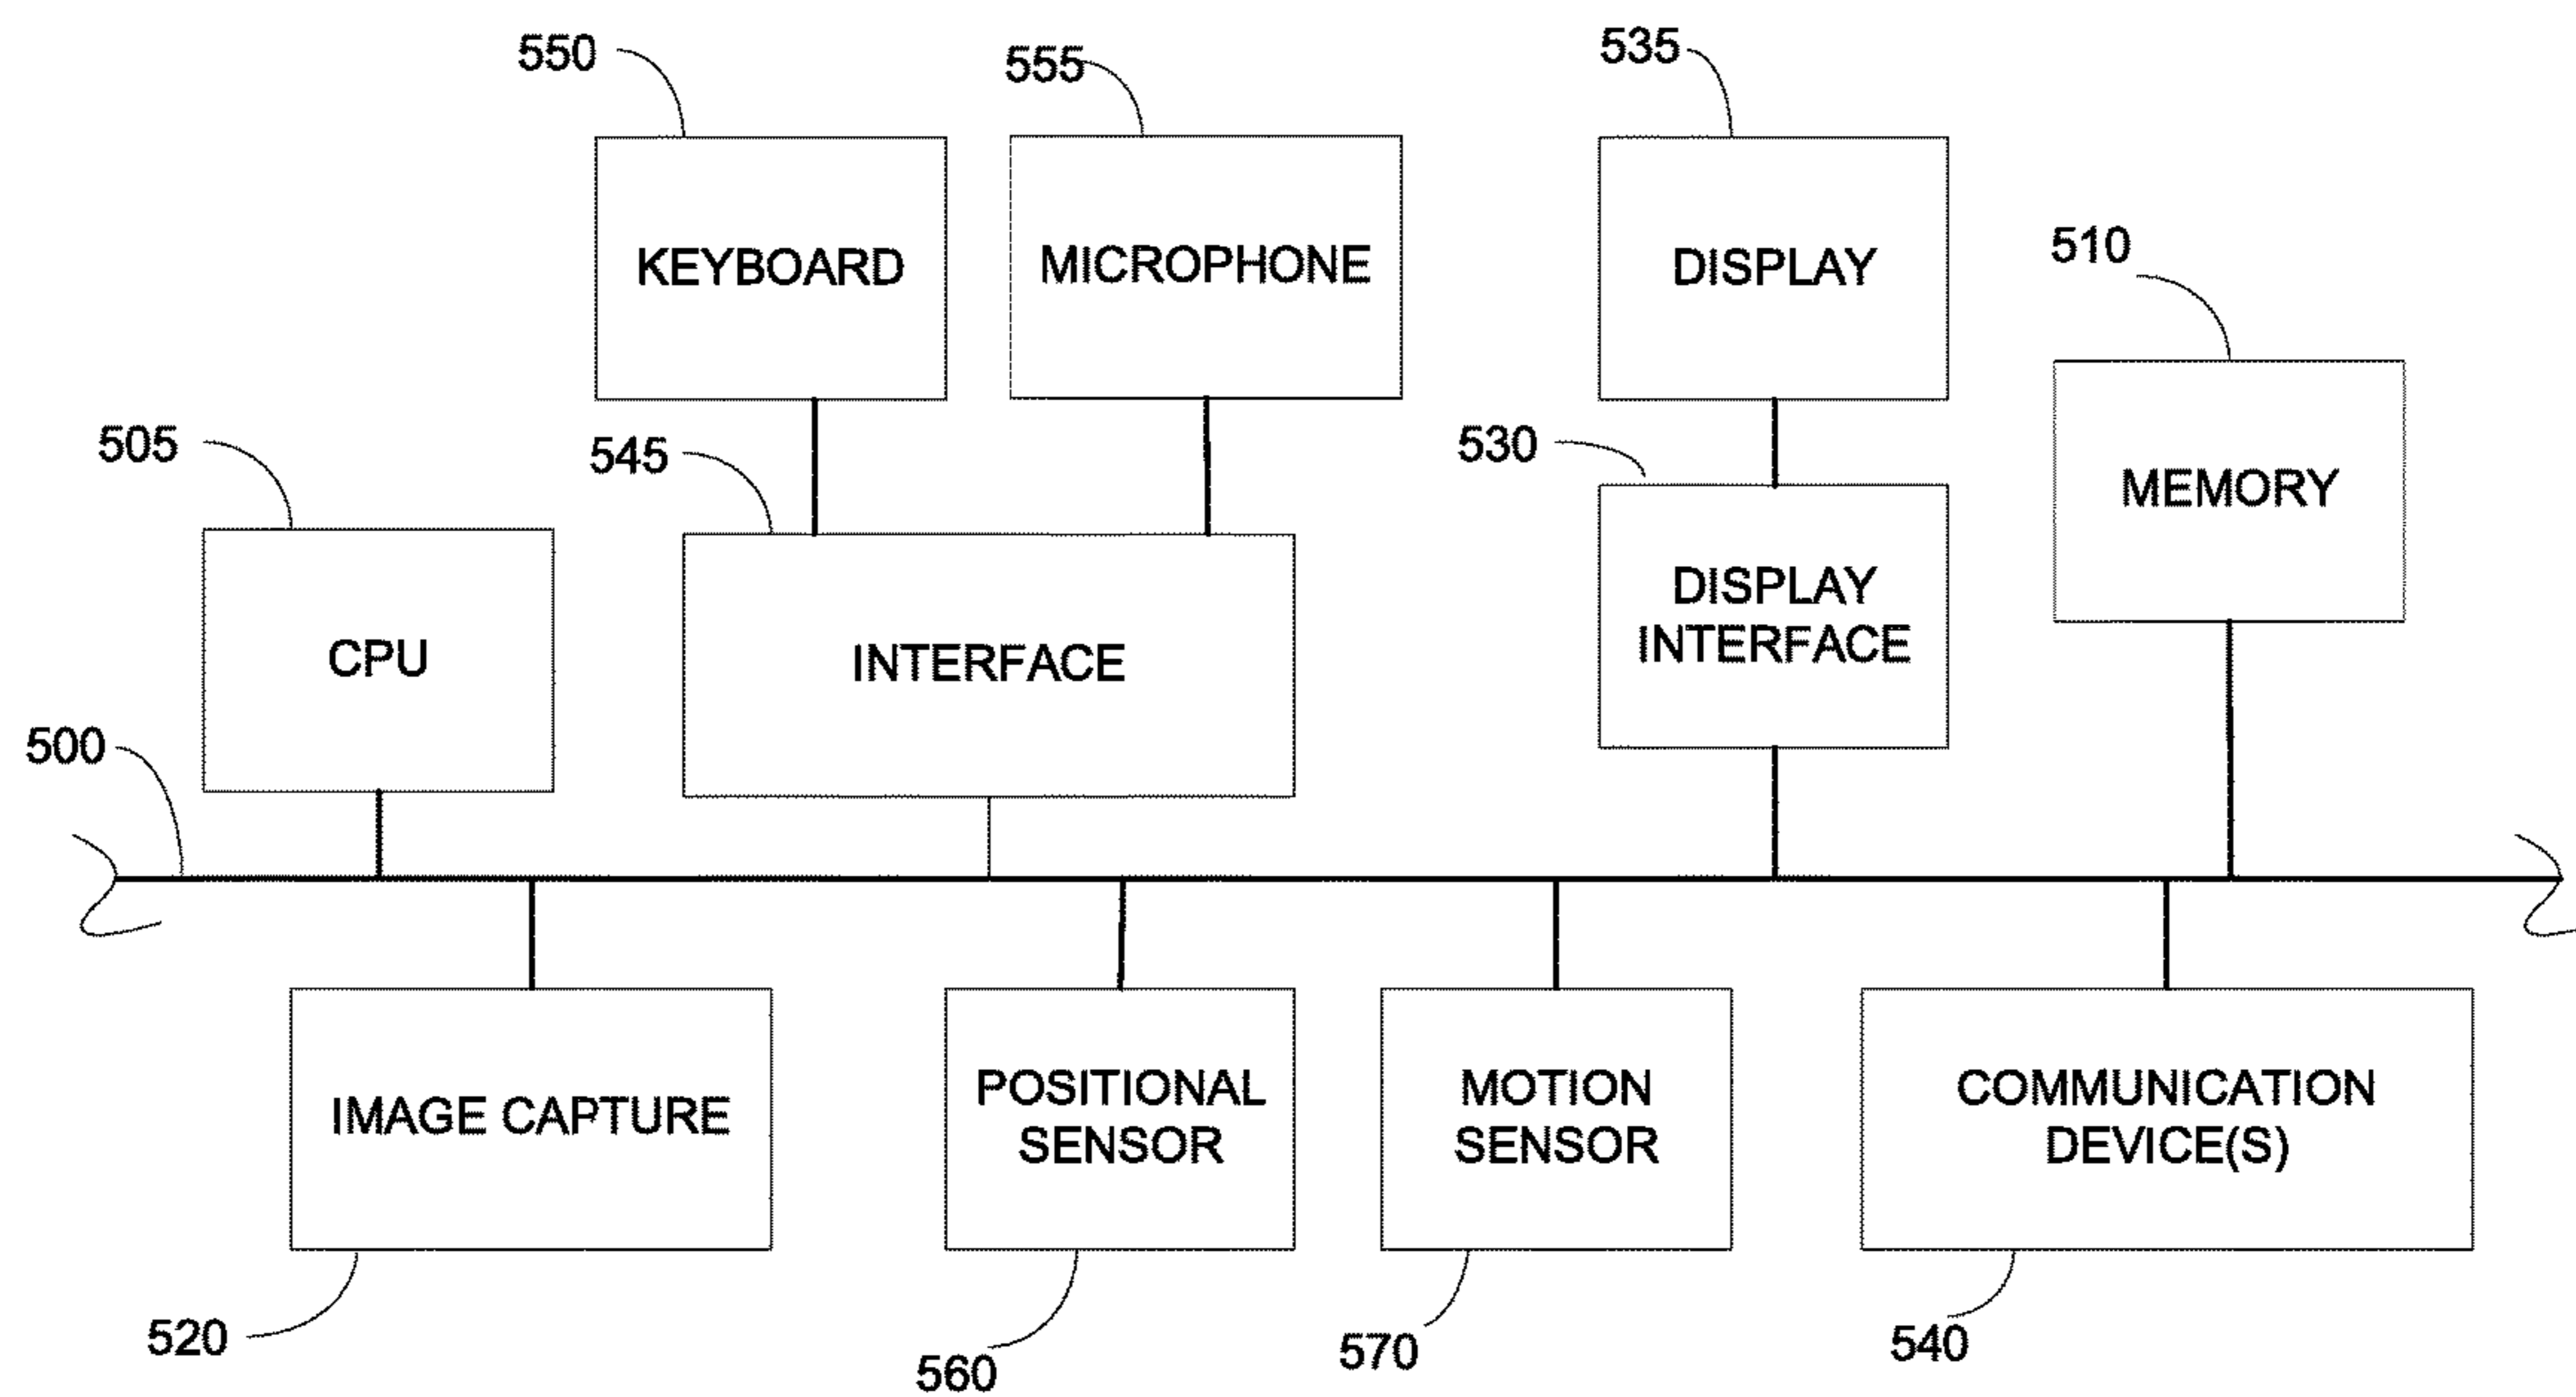 550
555
535
KEYBOARD
MICROPHONE
DISPLAY
510
505
545
530
MEMORY
CPU
INTERFACE
DISPLAY
INTERFACE
500
IMAGE CAPTURE
POSITIONAL
SENSOR
MOTION
SENSOR
COMMUNICATION
DEVICE(S)
520
560
570
540